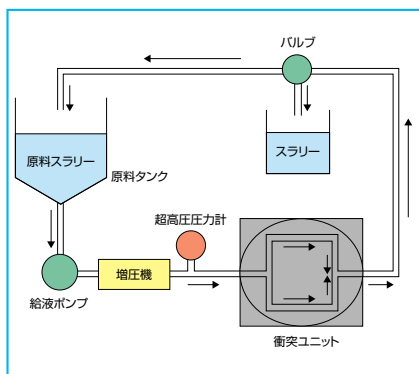 バルブ
原料スラリー
スラリー
原料タンク
超高圧圧力計
増圧機
給液ポンプ
衝突ユニット